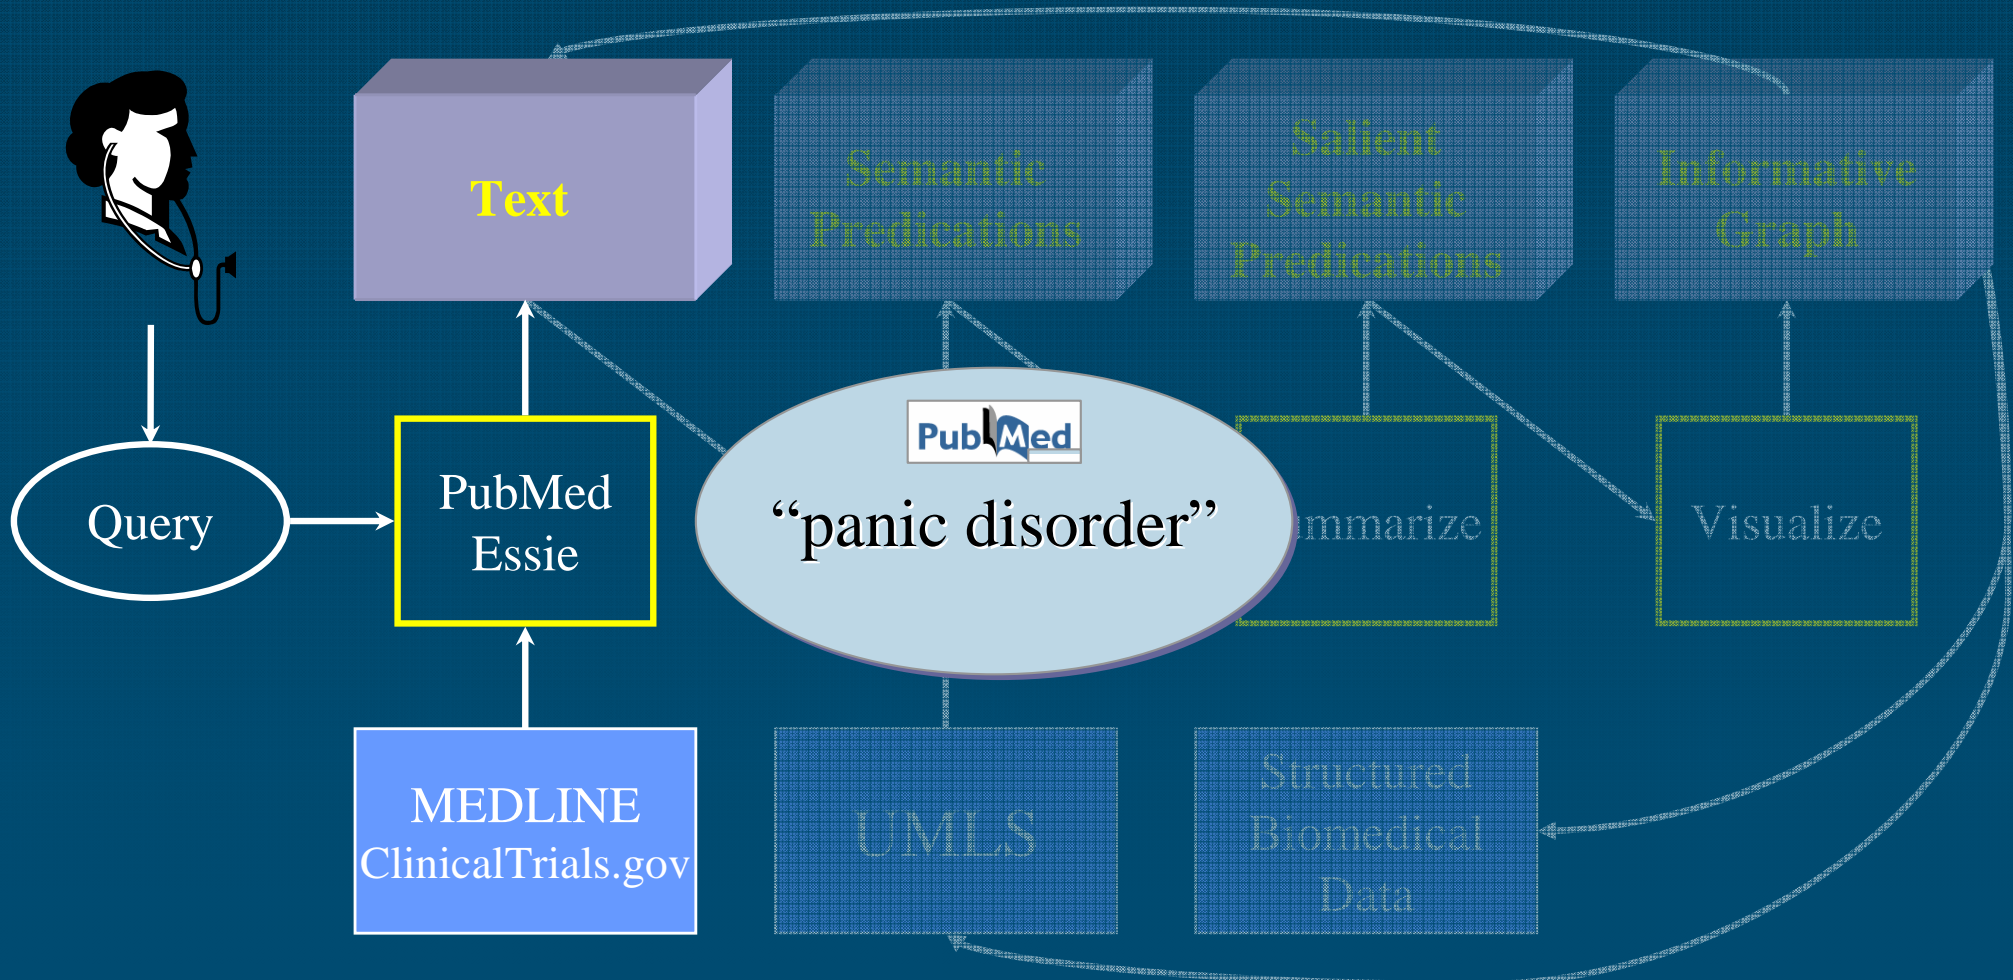 Text
Semantic
Predications
Salient
Semantic
Predications
Informative
Graph
Query
PubMed
Essie
PubMed
“panic disorder”
ummarize
Visualize
MEDLINE
ClinicalTrials.gov
UMLS
Structured
Biomedical
Data